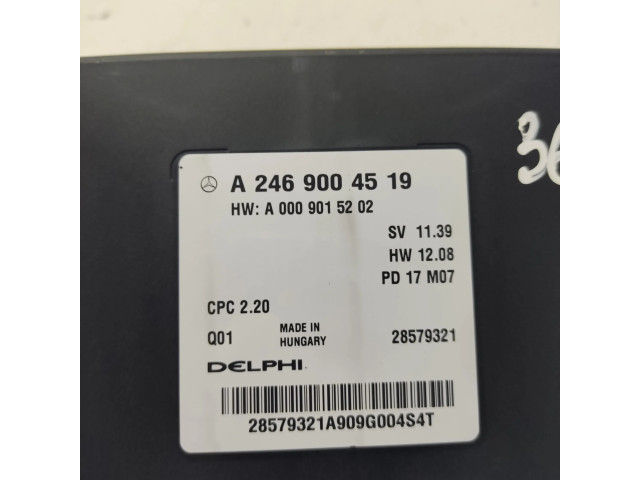 A 246 900 45 19
HW: A 000 901 52 02
SV 11.39
HW 12.08
PD 17 M07
CPC 2.20
Q01 MADE IN HUNGARY 28579321
DELPHI
28579321A909G004S4T
36